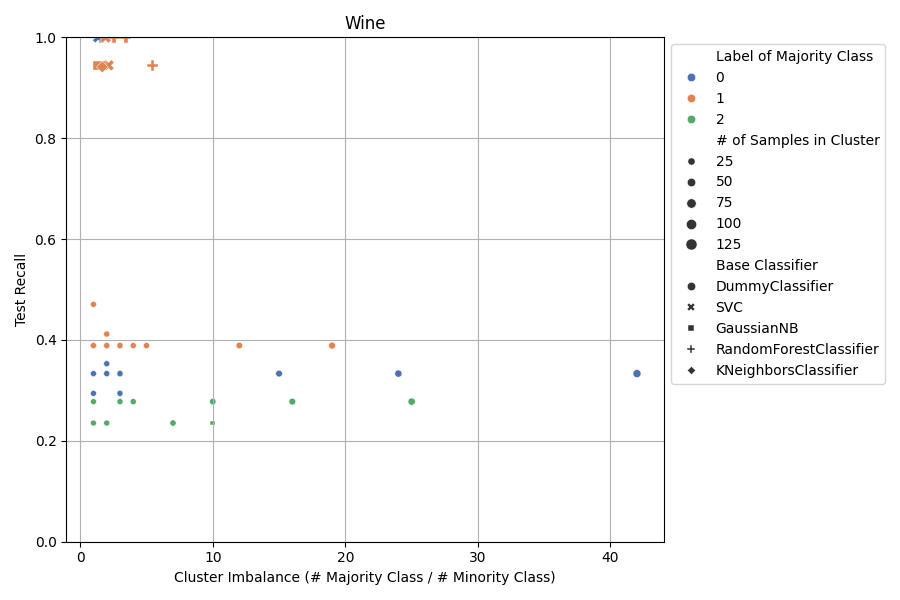 Wine
1.0
0.8
0.6
0.4
0.2
0.0
Test Recall
0
10
20
30
40
Cluster Imbalance (# Majority Class / # Minority Class)
Label of Majority Class
0
1
2
# of Samples in Cluster
25
50
75
100
125
Base Classifier
DummyClassifier
SVC
GaussianNB
RandomForestClassifier
KNeighborsClassifier